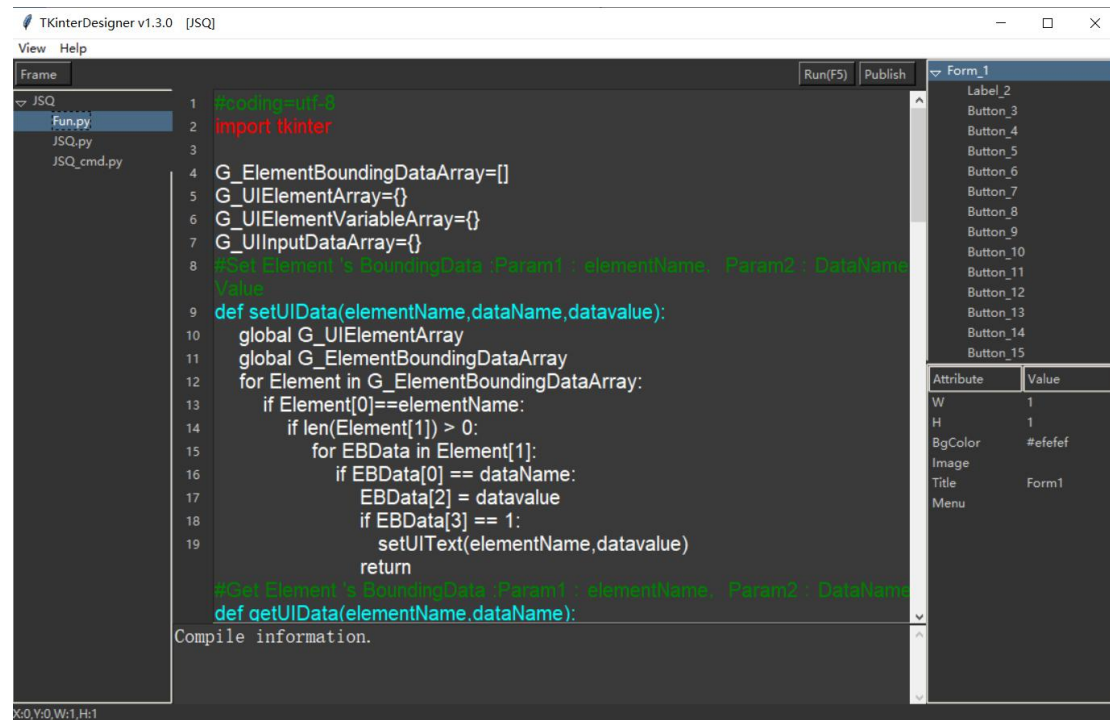 TKinterDesigner v1.3.0 [JSQ]
View Help
Frame
Run(F5) Publish
JSQ
Fun.py
JSQ.py
JSQ_cmd.py
1 #coding=utf-8
2 import tkinter
3
4 G_ElementBoundingDataArray=[]
5 G_UIElementArray={}
6 G_UIElementVariableArray={}
7 G_UIInputDataArray={}
8 #Set Element 's BoundingData :Param1 : elementName. Param2 : DataName
Value
9 def setUIData(elementName,dataName,datavalue):
10 global G_UIElementArray
11 global G_ElementBoundingDataArray
12 for Element in G_ElementBoundingDataArray:
13 if Element[0]==elementName:
14 if len(Element[1]) > 0:
15 for EBData in Element[1]:
16 if EBData[0] == dataName:
17 EBData[2] = datavalue
18 if EBData[3] == 1:
19 setUIText(elementName,datavalue)
return
#Get Element 's BoundingData :Param1 : elementName. Param2 : DataName
def getUIData(elementName,dataName):
Compile information.
Form_1
Label_2
Button_3
Button_4
Button_5
Button_6
Button_7
Button_8
Button_9
Button_10
Button_11
Button_12
Button_13
Button_14
Button_15
Attribute Value
W 1
H 1
BgColor #efefef
Image
Title Form1
Menu
X:0,Y:0,W:1,H:1